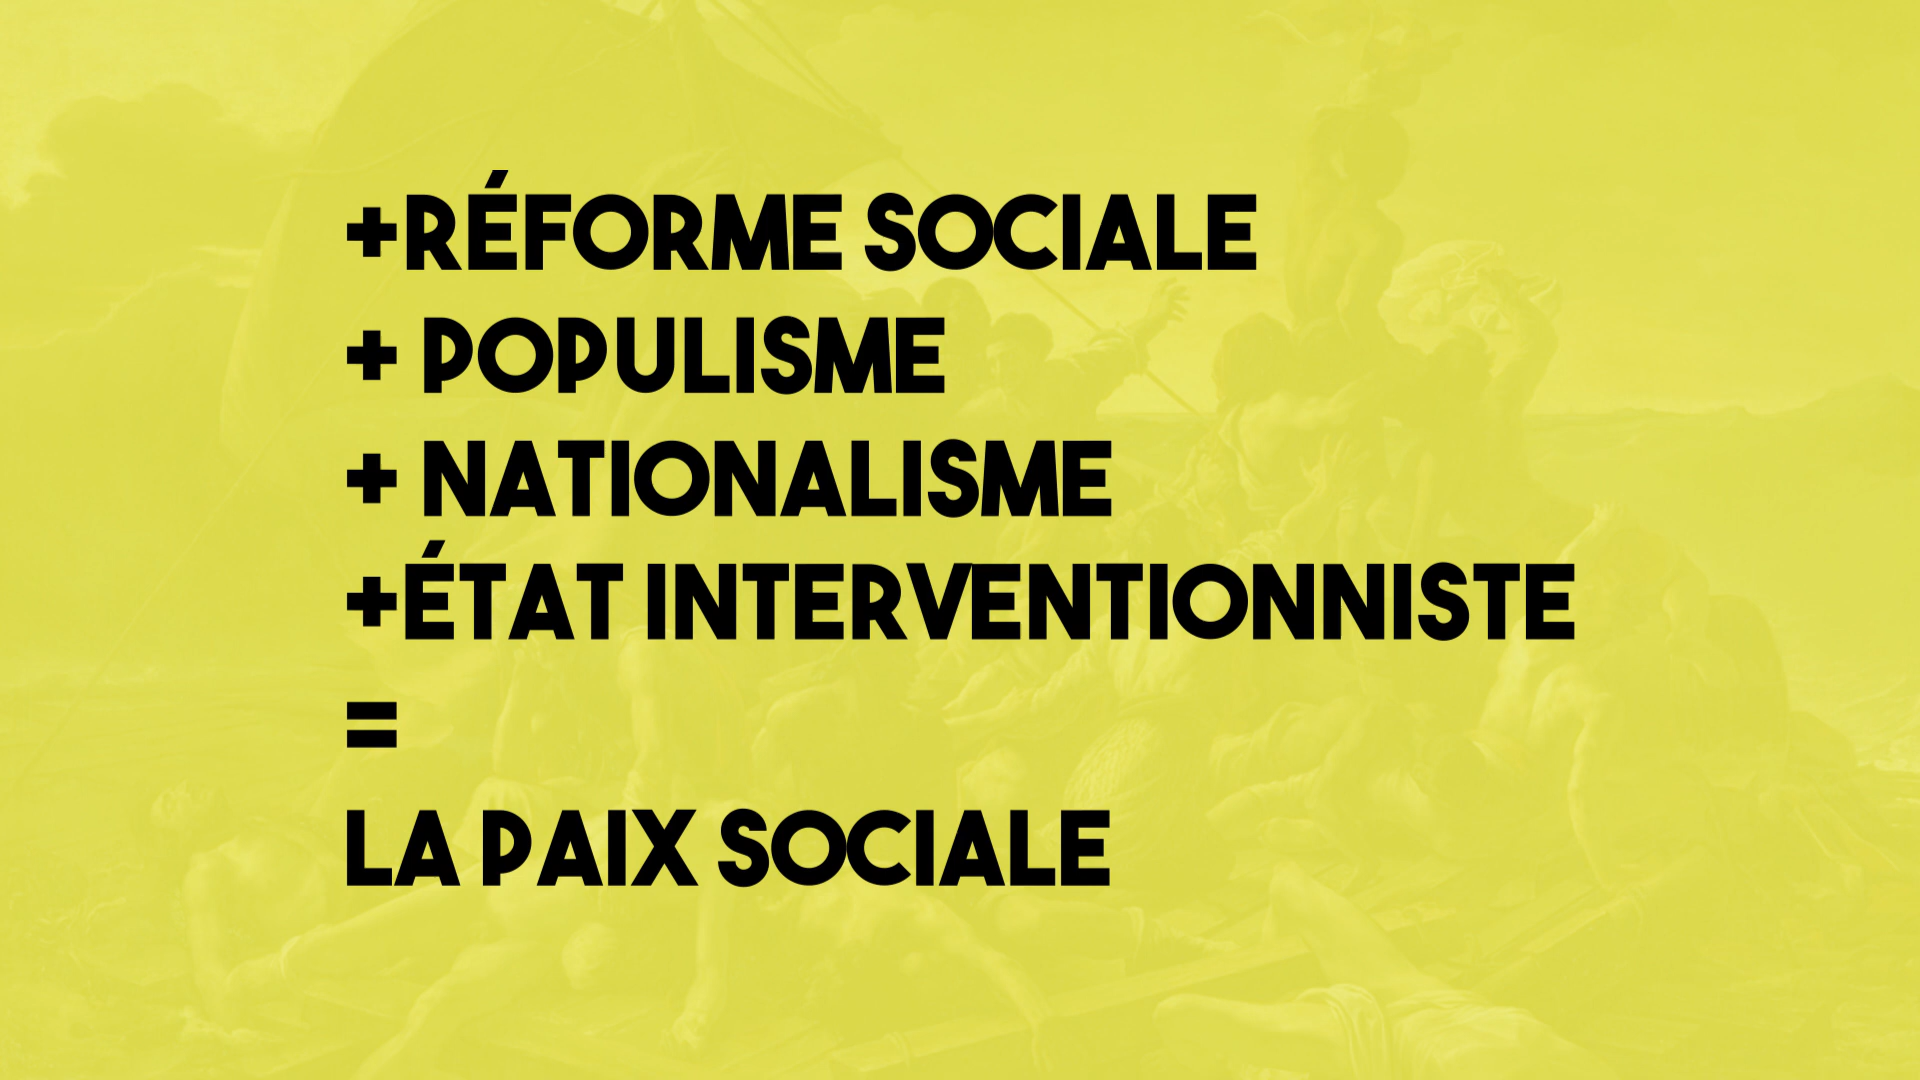 +RÉFORME SOCIALE
+ POPULISME
+ NATIONALISME
+ÉTAT INTERVENTIONNISTE
=
LA PAIX SOCIALE